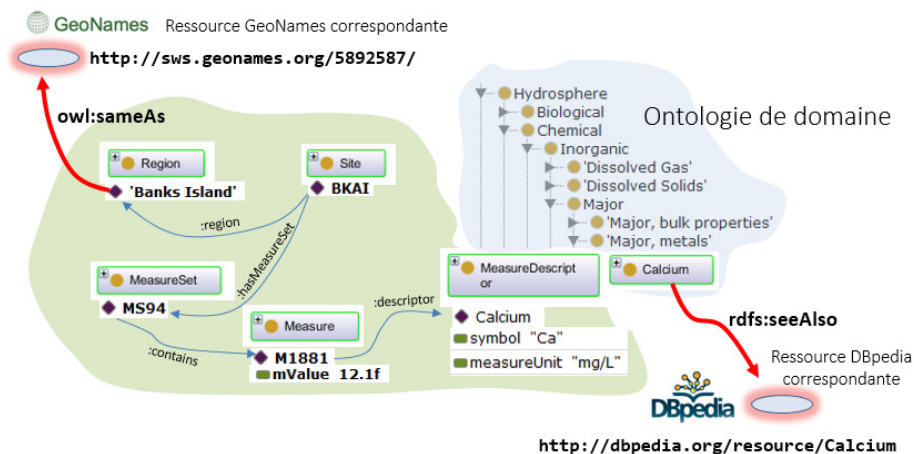 GeoNames Ressource GeoNames correspondante
http://sws.geonames.org/5892587/
owl:sameAs
Region
'Banks Island'
Site
BKAI
:region
:hasMeasureSet
MeasureSet
MS94
:contains
Measure
M1881
mValue 12.1f
:descriptor
MeasureDescript
or
Calcium
symbol "Ca"
measureUnit "mg/L"
Hydrosphere
Biological
Chemical
Inorganic
'Dissolved Gas'
'Dissolved Solids'
Major
'Major, bulk properties'
'Major, metals'
Ontologie de domaine
Calcium
rdfs:seeAlso
Ressource DBpedia
correspondante
DBpedia
http://dbpedia.org/resource/Calcium